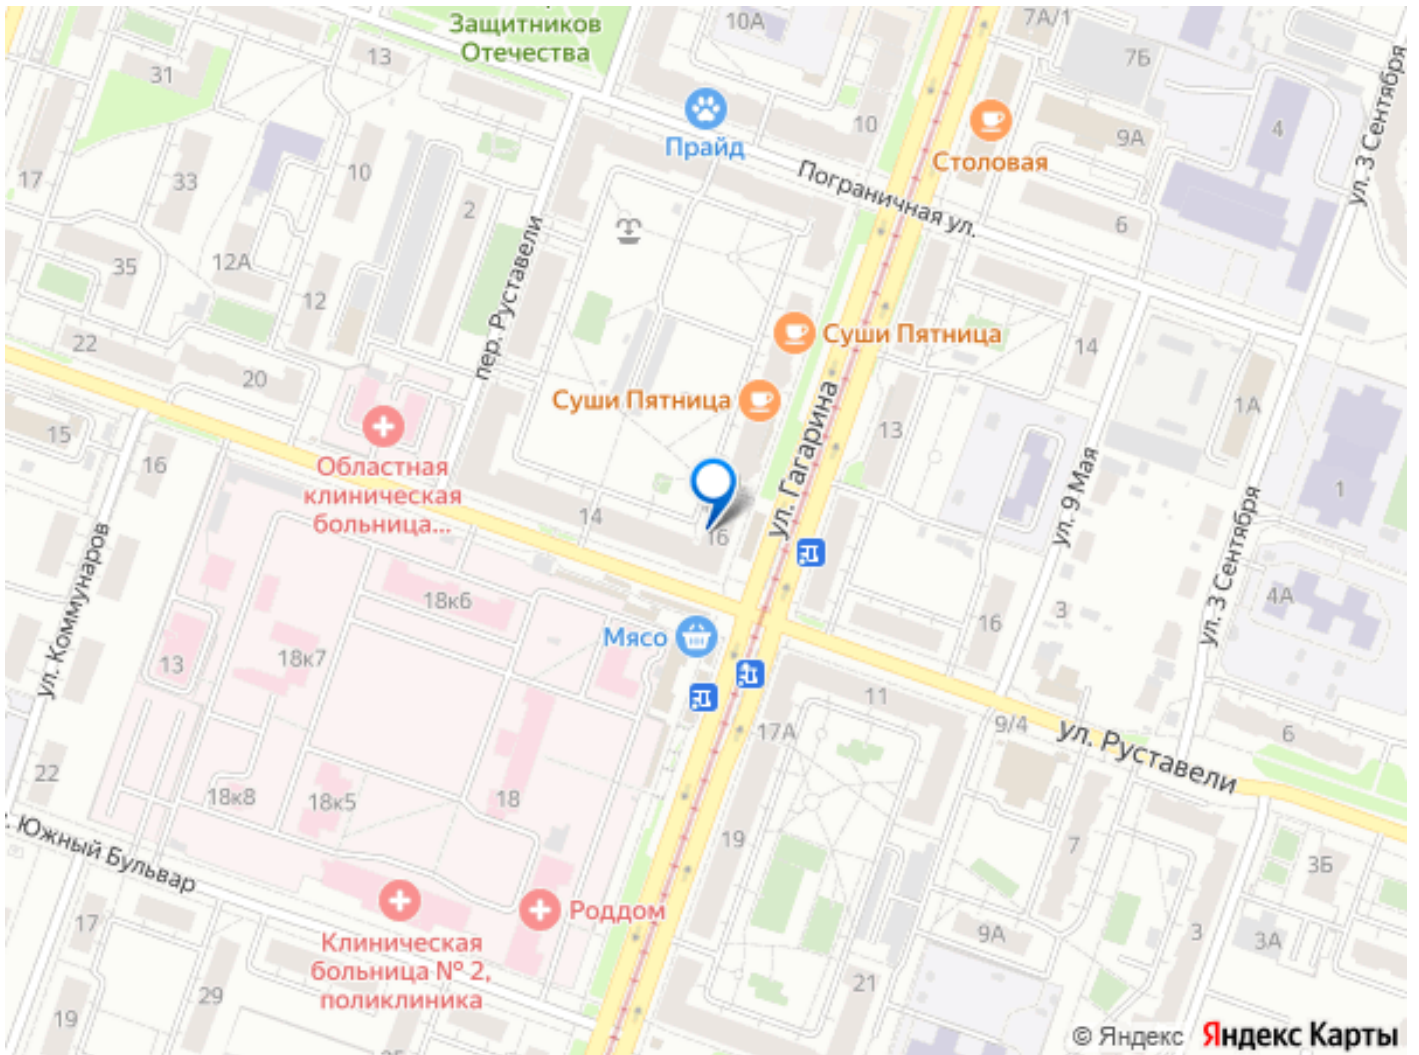 Защитников
Отечества
10А
7А/1
7Б
13
31
ул. 3 Сентября
Прайд
10
4
9А
Столовая
17
33
10
2
Пограничная ул.
6
пер. Руставели
35
12А
12
22
20
Суши Пятница
14
Суши Пятница
ул. Гагарина
1А
15
16
13
Областная
клиническая
больница...
14
16
ул. 9 Мая
1
ул. 3 Сентября
ул. Коммунаров
18к6
4А
3
16
Мясо
13
18к7
11
17А
9/4
ул. Руставели
6
22
18к8
18к5
18
Южный Бульвар
19
7
3Б
Роддом
17
Клиническая
больница № 2,
поликлиника
9А
3
3А
29
21
19
© Яндекс Яндекс Карты